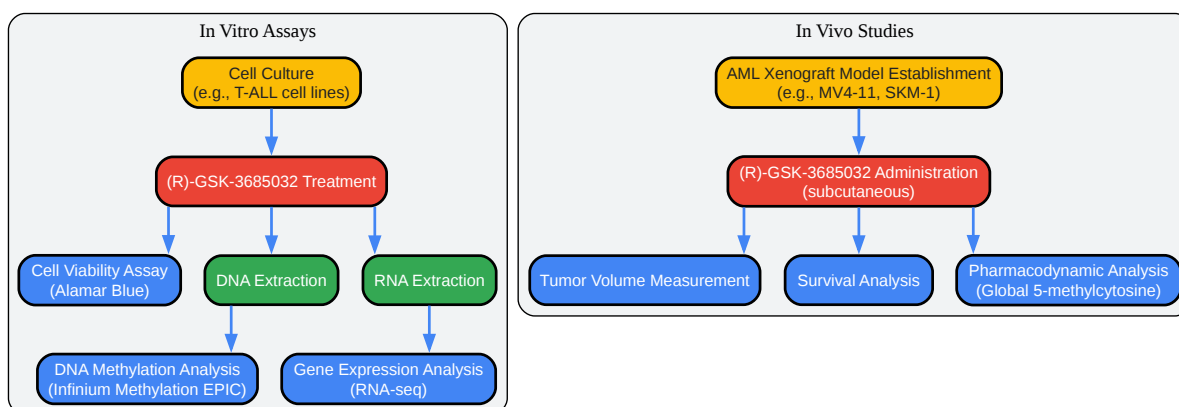 In Vitro Assays
Cell Culture
(e.g., T-ALL cell lines)
(R)-GSK-3685032 Treatment
Cell Viability Assay
(Alamar Blue)
DNA Extraction
RNA Extraction
DNA Methylation Analysis
(Infinium Methylation EPIC)
Gene Expression Analysis
(RNA-seq)
In Vivo Studies
AML Xenograft Model Establishment
(e.g., MV4-11, SKM-1)
(R)-GSK-3685032 Administration
(subcutaneous)
Tumor Volume Measurement
Survival Analysis
Pharmacodynamic Analysis
(Global 5-methylcytosine)